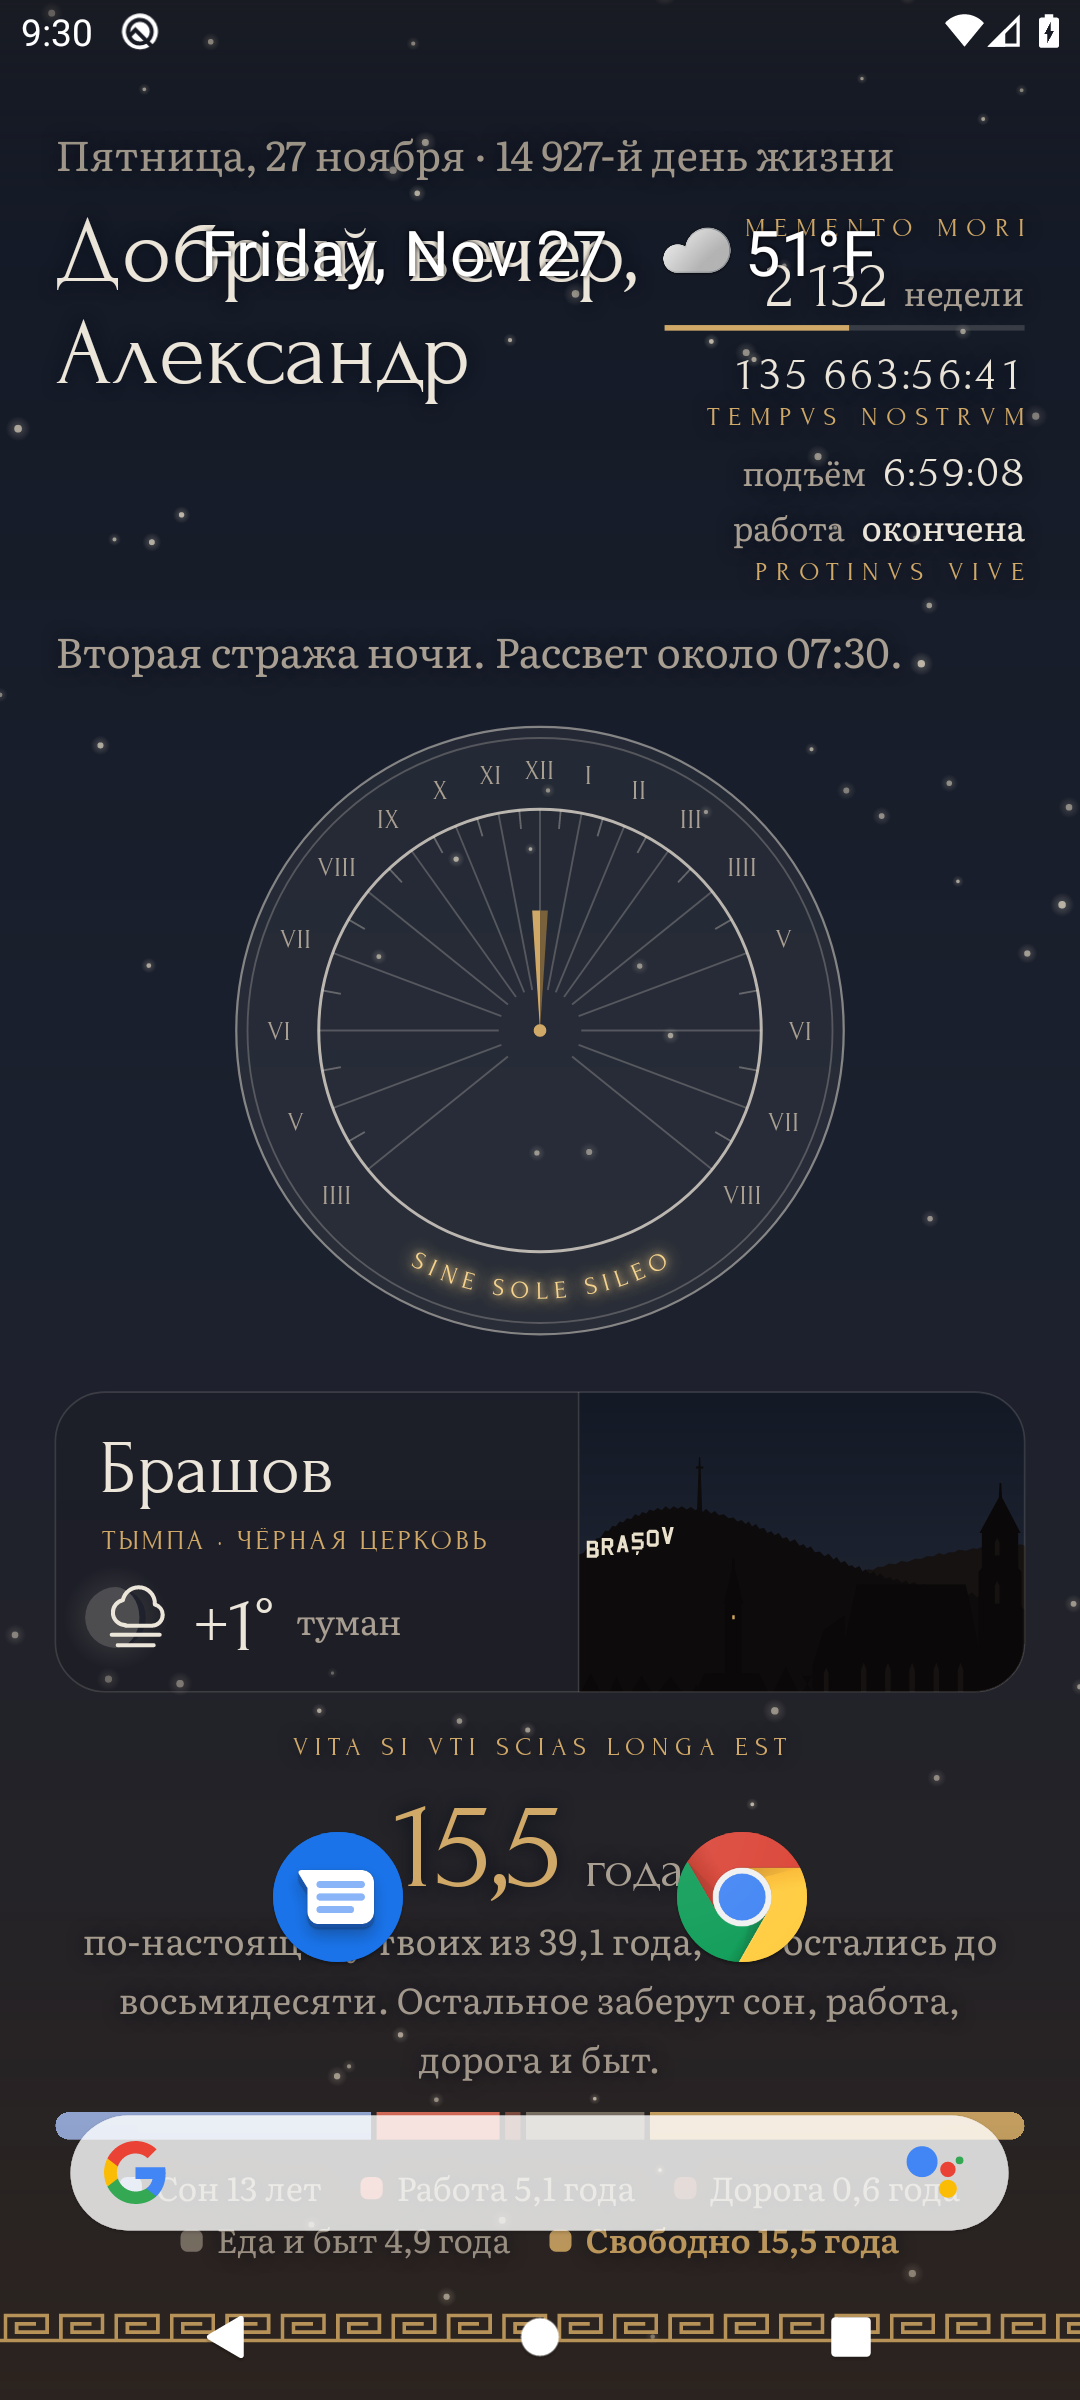 9:30
Пятница, 27 ноября · 14 927-й день жизни
Добрый вечер,
Александр
Friday, Nov 27 51°F
MEMENTO MORI
2 132 недели
135 663:56:41
TEMPVS NOSTRVM
подъём 6:59:08
работа окончена
PROTINVS VIVE
Вторая стража ночи. Рассвет около 07:30.
XII
I
II
III
IIII
V
VI
VII
VIII
IIII
V
VI
VII
VIII
IX
X
XI
SINE SOLE SILEO
Брашов
ТЫМПА · ЧЁРНАЯ ЦЕРКОВЬ
+1° туман
BRAȘOV
VITA SI VTI SCIAS LONGA EST
15,5 года
твоих из 39,1 года, остались до
восьмидесяти. Остальное заберут сон, работа,
дорога и быт.
Сон 13 лет Работа 5,1 года Дорога 0,6 года
Еда и быт 4,9 года Свободно 15,5 года